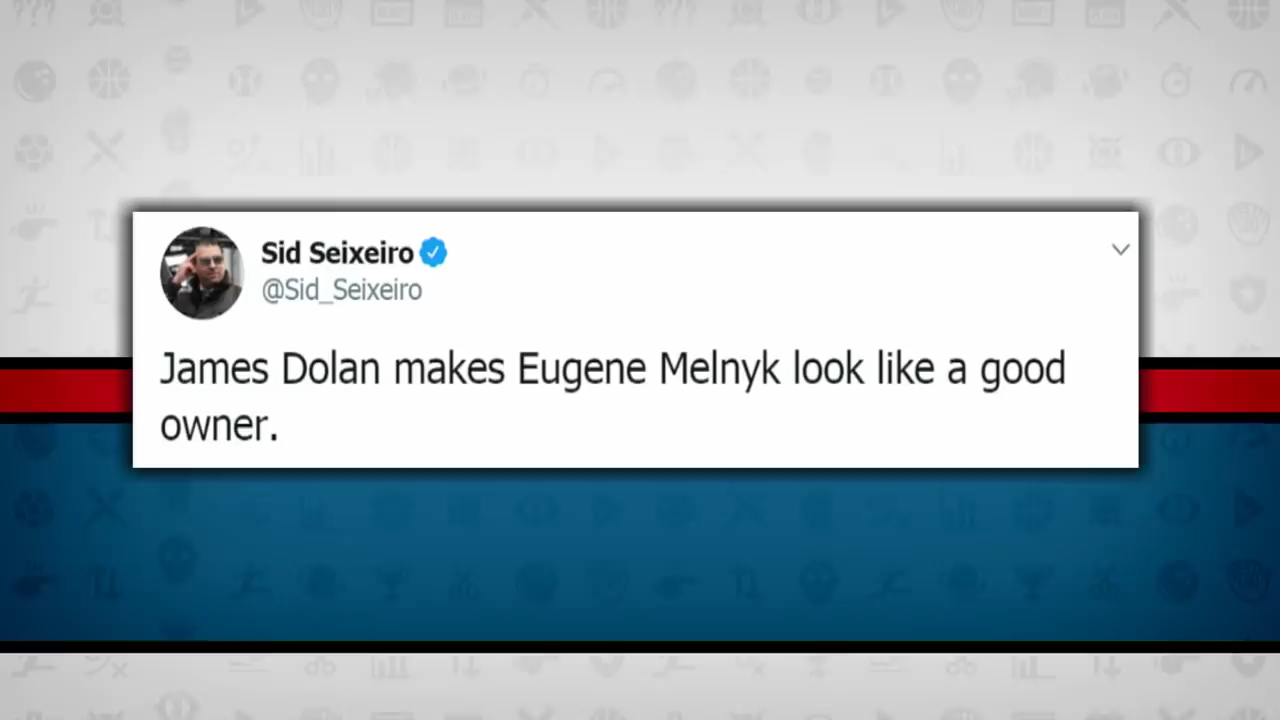 Sid Seixeiro
@Sid_Seixeiro
James Dolan makes Eugene Melnyk look like a good
owner.